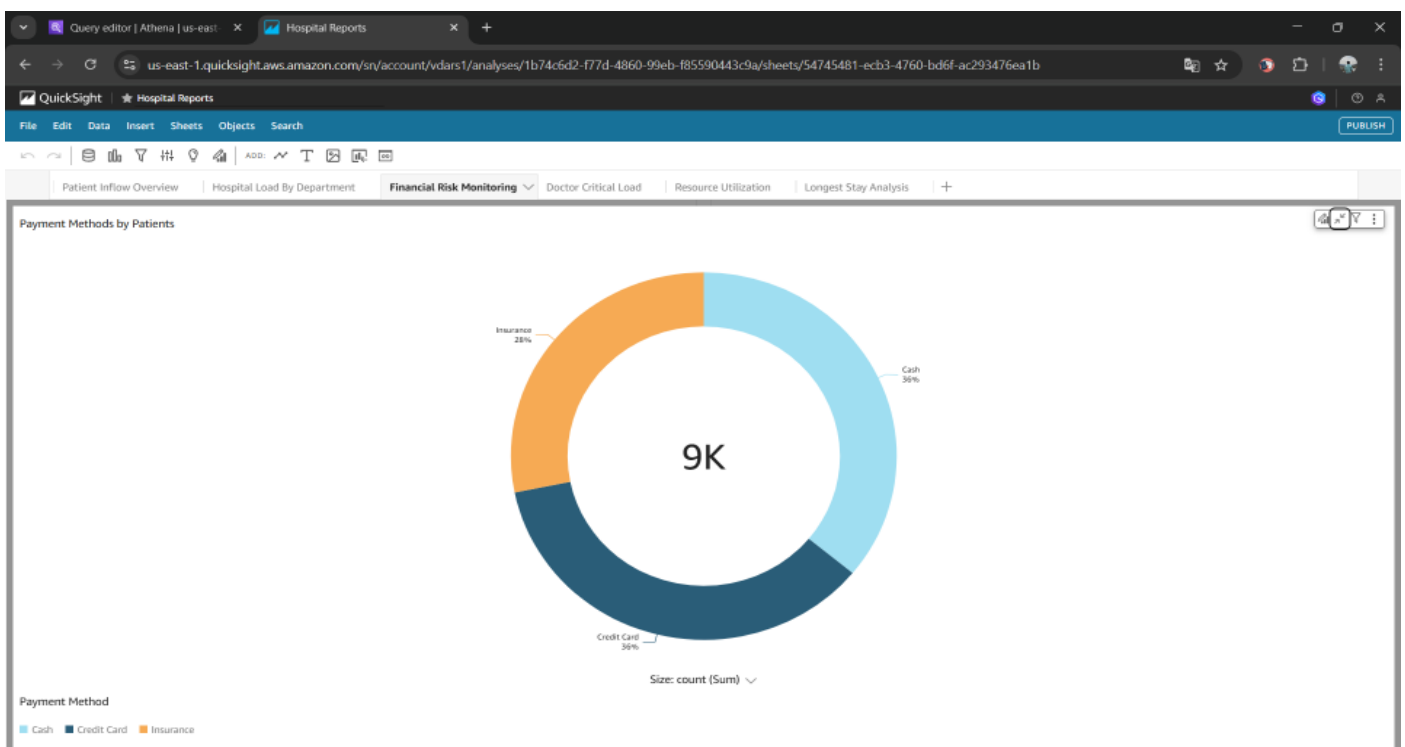 Query editor | Athena | us-east-
Hospital Reports
us-east-1.quicksight.aws.amazon.com/sn/account/vdars1/analyses/1b74c6d2-f77d-4860-99eb-f85590443c9a/sheets/54745481-ecb3-4760-bd6f-ac293476ea1b
QuickSight Hospital Reports
File Edit Data Insert Sheets Objects Search PUBLISH
ADD:
Patient Inflow Overview Hospital Load By Department Financial Risk Monitoring Doctor Critical Load Resource Utilization Longest Stay Analysis
Payment Methods by Patients
Insurance
28%
Cash
36%
9K
Credit Card
36%
Size: count (Sum)
Payment Method
Cash Credit Card Insurance